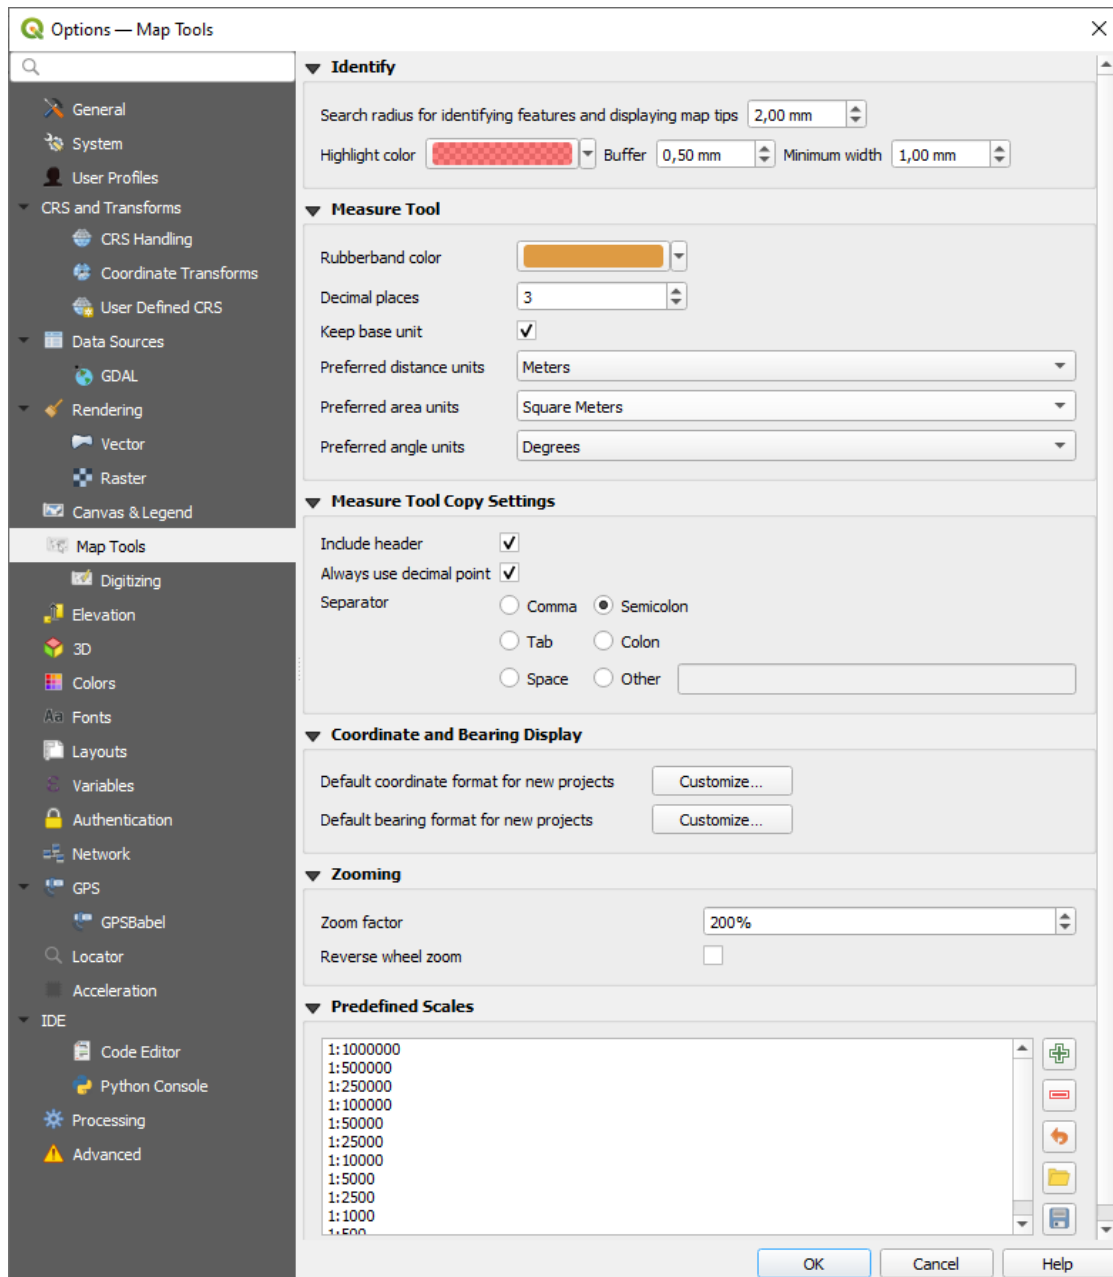 Options — Map Tools
General
System
User Profiles
CRS and Transforms
CRS Handling
Coordinate Transforms
User Defined CRS
Data Sources
GDAL
Rendering
Vector
Raster
Canvas & Legend
Map Tools
Digitizing
Elevation
3D
Colors
Aa Fonts
Layouts
ε Variables
Authentication
Network
GPS
GPSBabel
Locator
Acceleration
IDE
Code Editor
Python Console
Processing
Advanced
Identify
Search radius for identifying features and displaying map tips 2,00 mm
Highlight color Buffer 0,50 mm Minimum width 1,00 mm
Measure Tool
Rubberband color
Decimal places 3
Keep base unit
Preferred distance units Meters
Preferred area units Square Meters
Preferred angle units Degrees
Measure Tool Copy Settings
Include header
Always use decimal point
Separator Comma Semicolon
Tab Colon
Space Other
Coordinate and Bearing Display
Default coordinate format for new projects Customize...
Default bearing format for new projects Customize...
Zooming
Zoom factor 200%
Reverse wheel zoom
Predefined Scales
1:1000000
1:500000
1:250000
1:100000
1:50000
1:25000
1:10000
1:5000
1:2500
1:1000
1:500
OK Cancel Help